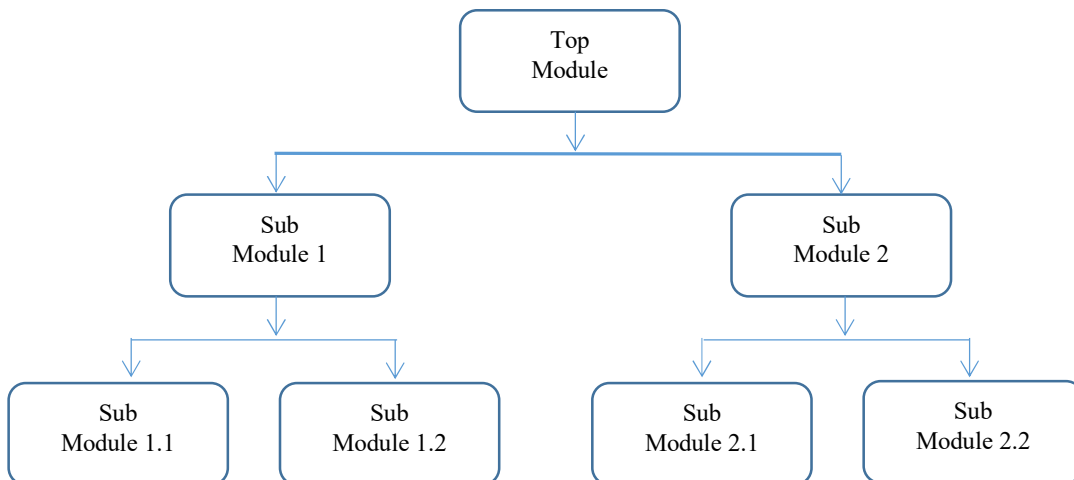 Top
Module
Sub
Module 1
Sub
Module 2
Sub
Module 1.1
Sub
Module 1.2
Sub
Module 2.1
Sub
Module 2.2